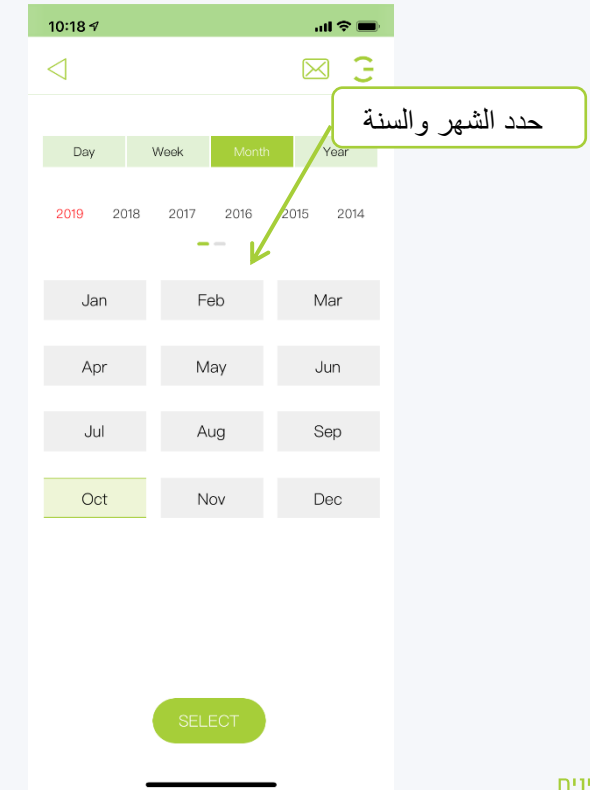 10:18
حدد الشهر والسنة
Day Week Month Year
2019 2018 2017 2016 2015 2014
Jan Feb Mar
Apr May Jun
Jul Aug Sep
Oct Nov Dec
SELECT